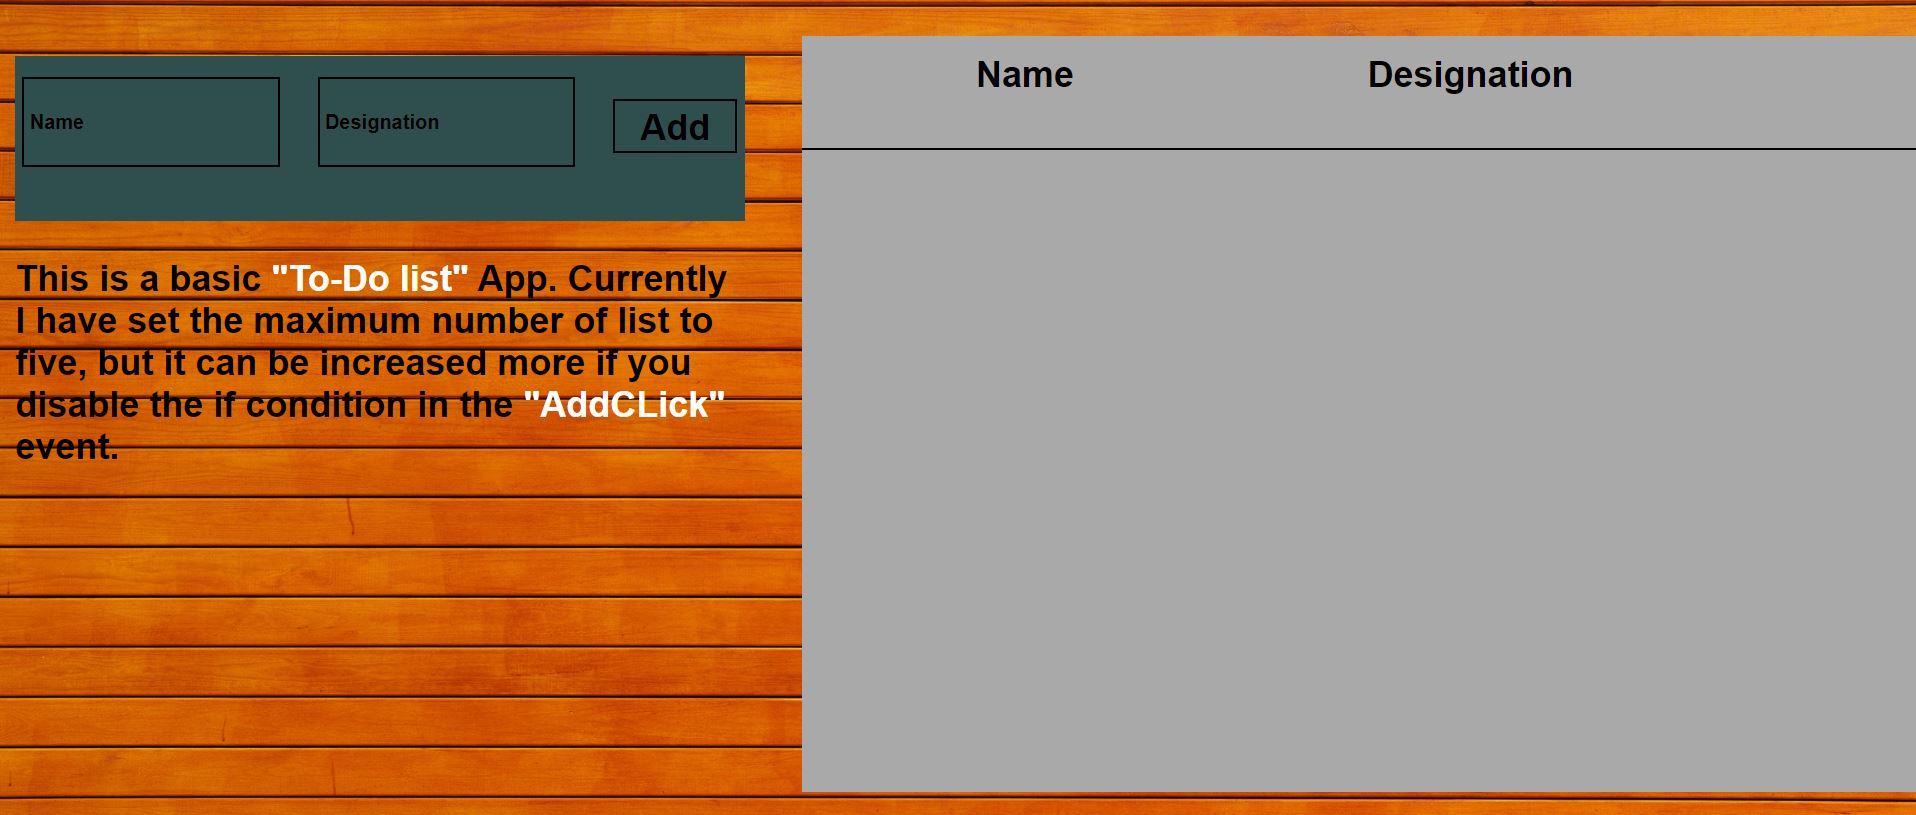 Name
Designation
Add
This is a basic "To-Do list" App. Currently
I have set the maximum number of list to
five, but it can be increased more if you
disable the if condition in the "AddCLick"
event.
Name Designation